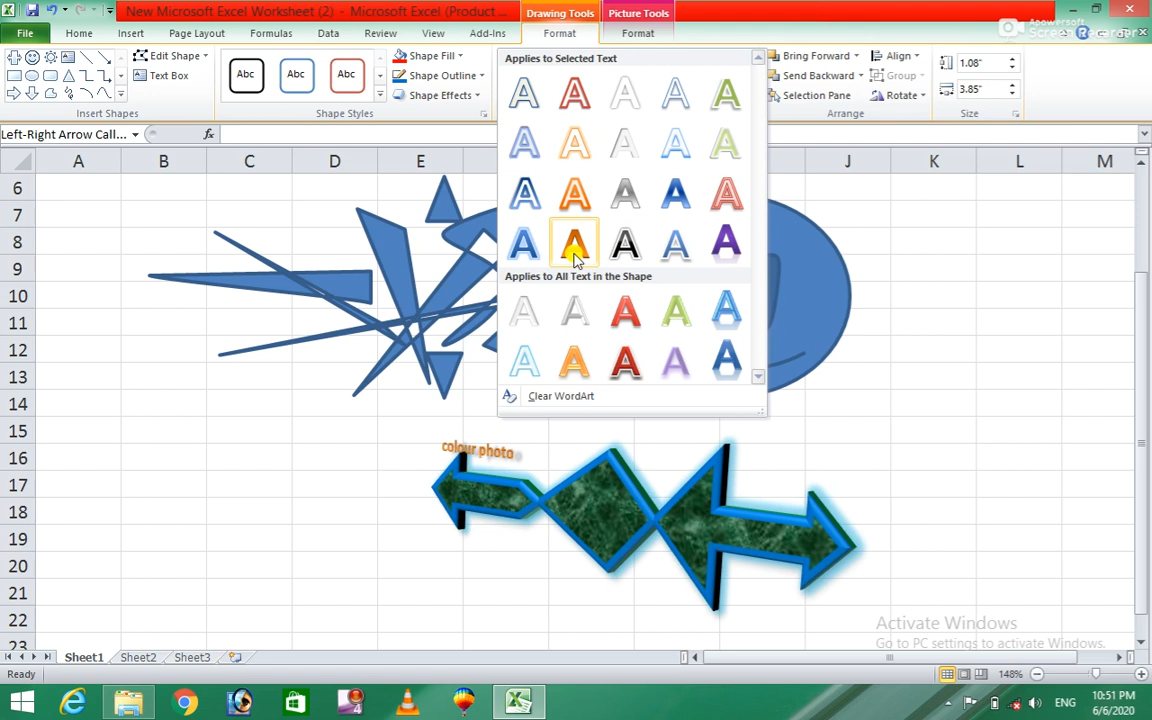 New Microsoft Excel Worksheet (2) - Microsoft Excel (Product ...
Drawing Tools
Picture Tools
File
Home
Insert
Page Layout
Formulas
Data
Review
View
Add-Ins
Format
Format
Apowersoft
Edit Shape
Text Box
Insert Shapes
Abc
Abc
Abc
Shape Fill
Shape Outline
Shape Effects
Shape Styles
Bring Forward
Send Backward
Selection Pane
Align
Group
Rotate
Arrange
1.08"
3.85"
Size
Left-Right Arrow Call...
fx
Applies to Selected Text
Applies to All Text in the Shape
Clear WordArt
A B C D E J K L M
6
7
8
9
10
11
12
13
14
15
16
17
18
19
20
21
22
23
colour photo
Activate Windows
Go to PC settings to activate Windows.
Sheet1
Sheet2
Sheet3
Ready
148%
ENG
10:51 PM
6/6/2020